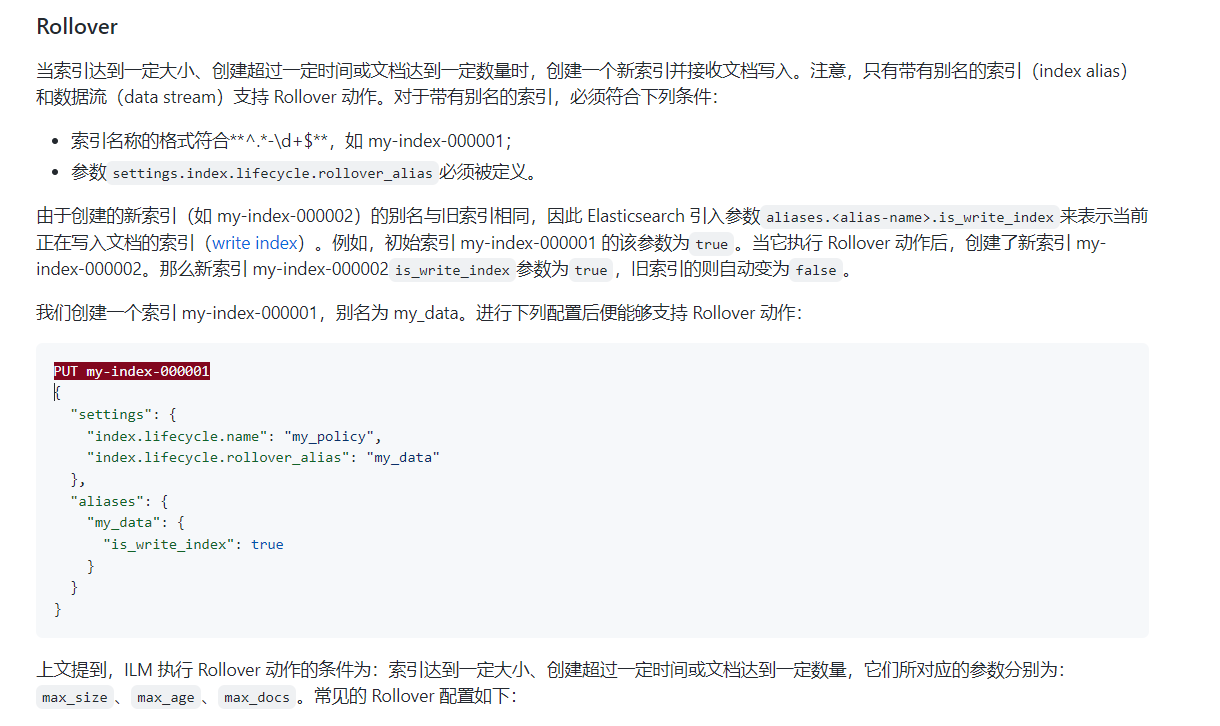 Rollover
当索引达到一定大小、创建超过一定时间或文档达到一定数量时，创建一个新索引并接收文档写入。注意，只有带有别名的索引（index alias）
和数据流（data stream）支持 Rollover 动作。对于带有别名的索引，必须符合下列条件：
• 索引名称的格式符合**^.*-\d+$**，如 my-index-000001；
• 参数 settings.index.lifecycle.rollover_alias 必须被定义。
由于创建的新索引（如 my-index-000002）的别名与旧索引相同，因此 Elasticsearch 引入参数 aliases.<alias-name>.is_write_index 来表示当前
正在写入文档的索引（write index）。例如，初始索引 my-index-000001 的该参数为 true 。当它执行 Rollover 动作后，创建了新索引 my-
index-000002。那么新索引 my-index-000002 is_write_index 参数为 true ，旧索引的则自动变为 false 。
我们创建一个索引 my-index-000001，别名为 my_data。进行下列配置后便能够支持 Rollover 动作：
PUT my-index-000001
{
  "settings": {
    "index.lifecycle.name": "my_policy",
    "index.lifecycle.rollover_alias": "my_data"
  },
  "aliases": {
    "my_data": {
      "is_write_index": true
    }
  }
}
上文提到，ILM 执行 Rollover 动作的条件为：索引达到一定大小、创建超过一定时间或文档达到一定数量，它们所对应的参数分别为：
max_size 、 max_age 、 max_docs 。常见的 Rollover 配置如下：